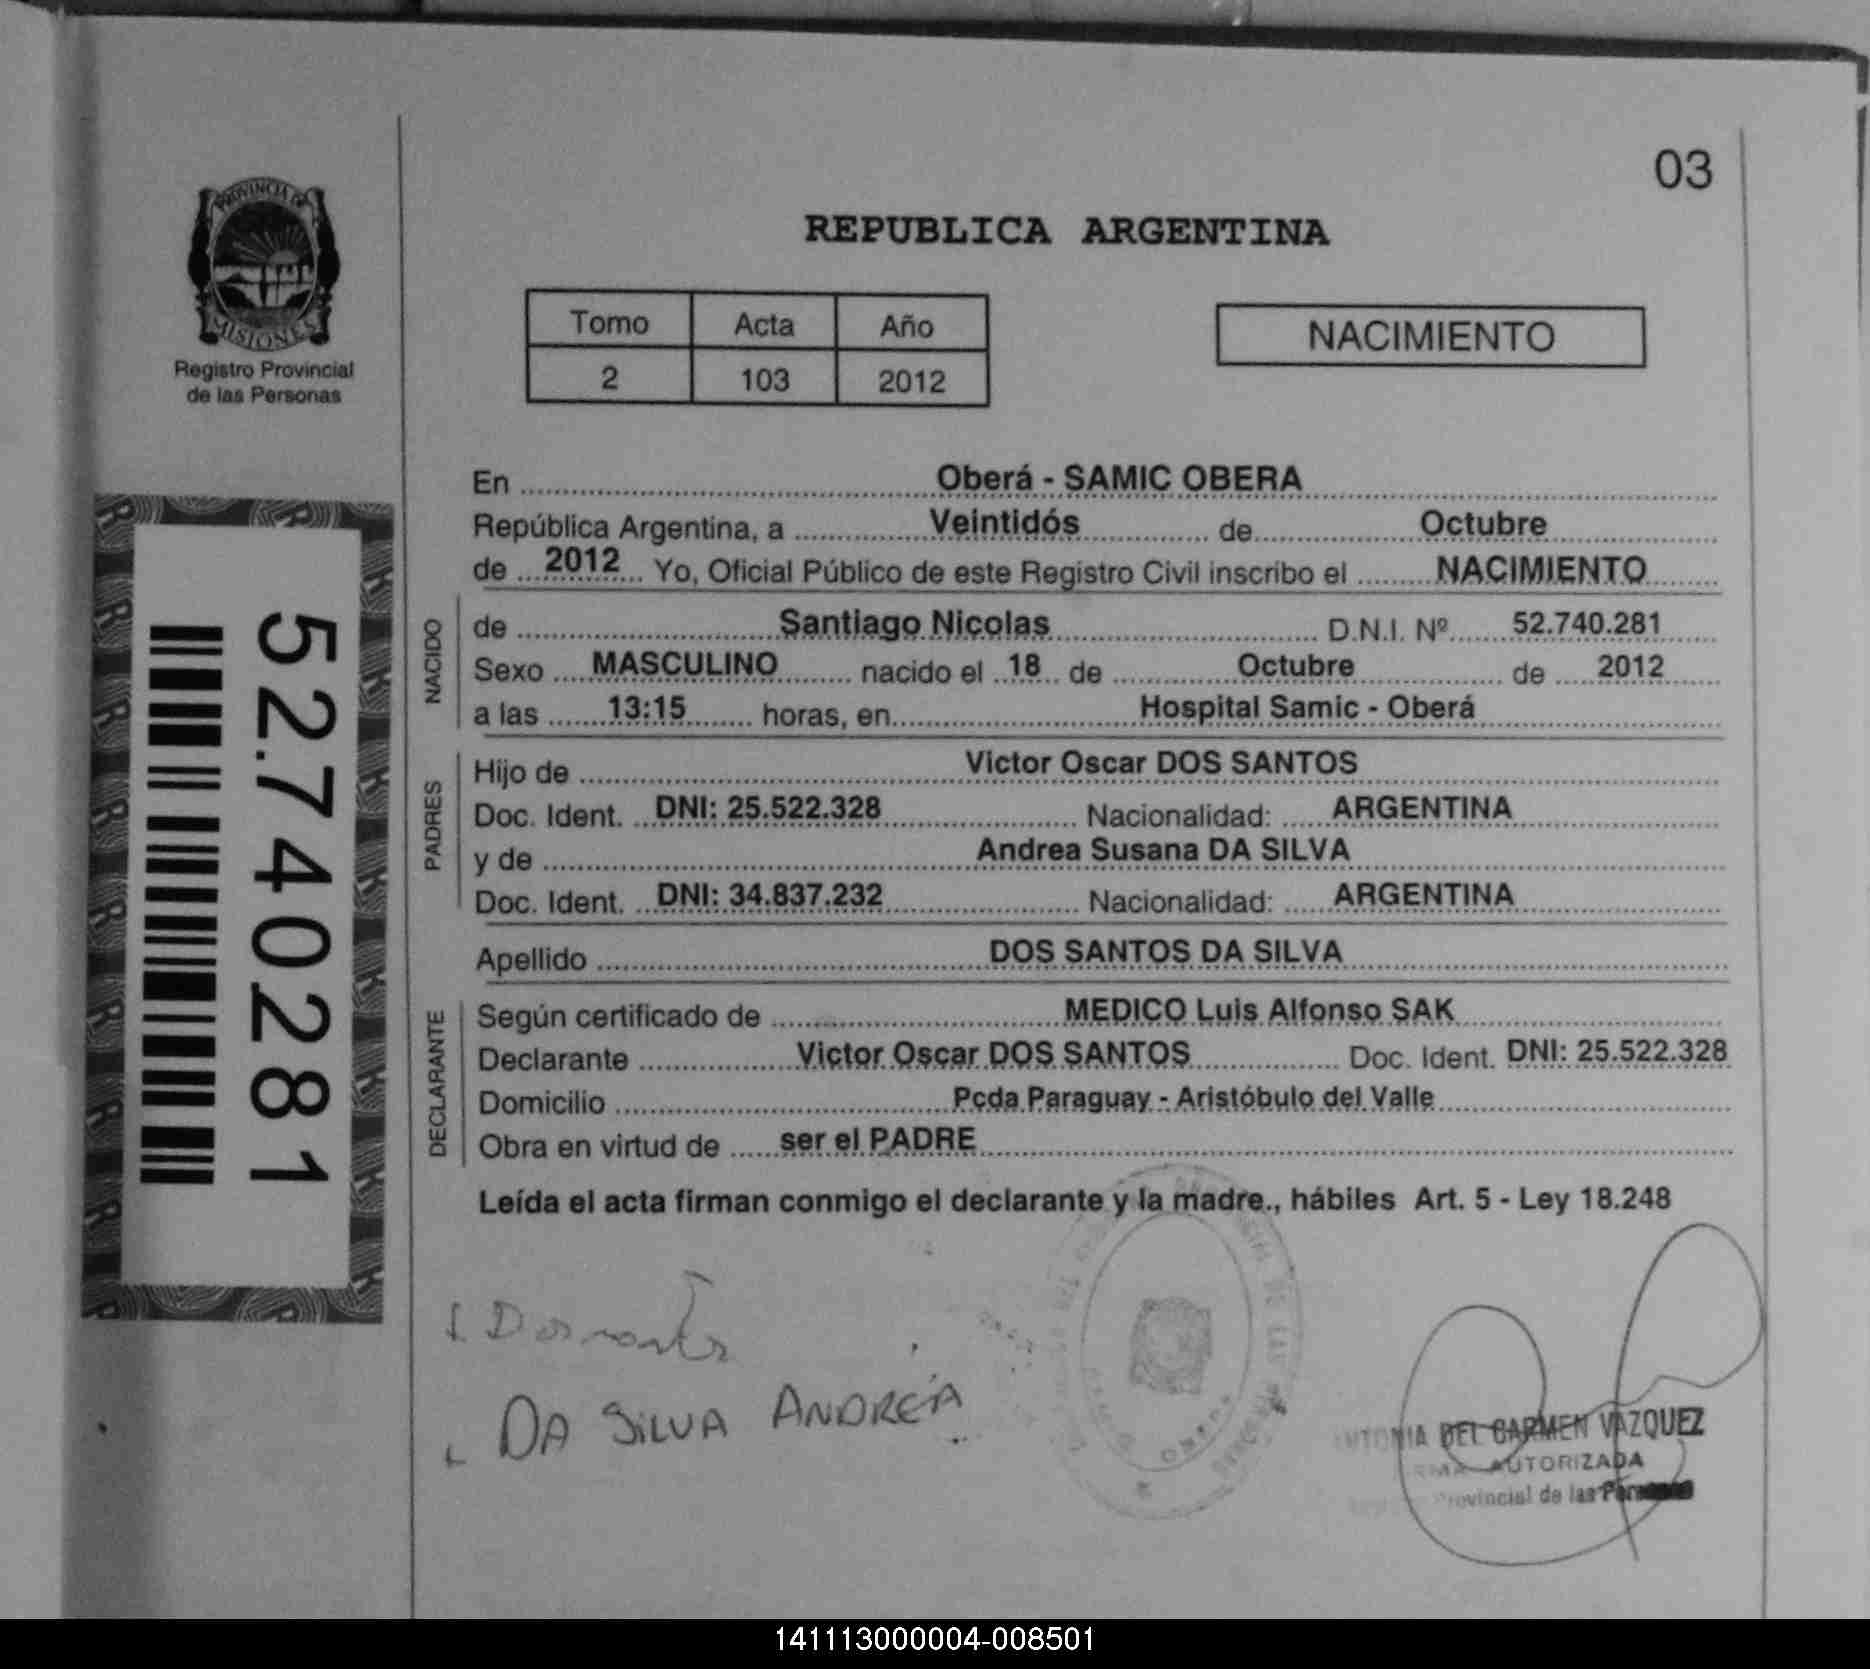 03
PROVINCIA DE
MISIONES
Registro Provincial
de las Personas
REPUBLICA ARGENTINA
Tomo Acta Año
2 103 2012
NACIMIENTO
52.740281
En Oberá - SAMIC OBERA
República Argentina, a Veintidós de Octubre
de 2012 Yo, Oficial Público de este Registro Civil inscribo el NACIMIENTO
NACIDO
de Santiago Nicolas D.N.I. Nº 52.740.281
Sexo MASCULINO nacido el 18 de Octubre de 2012
a las 13:15 horas, en Hospital Samic - Oberá
PADRES
Hijo de Victor Oscar DOS SANTOS
Doc. Ident. DNI: 25.522.328 Nacionalidad: ARGENTINA
y de Andrea Susana DA SILVA
Doc. Ident. DNI: 34.837.232 Nacionalidad: ARGENTINA
Apellido DOS SANTOS DA SILVA
DECLARANTE
Según certificado de MEDICO Luis Alfonso SAK
Declarante Victor Oscar DOS SANTOS Doc. Ident. DNI: 25.522.328
Domicilio Pcda Paraguay - Aristóbulo del Valle
Obra en virtud de ser el PADRE
Leída el acta firman conmigo el declarante y la madre., hábiles Art. 5 - Ley 18.248
DA SILVA ANDREA
DEL CARMEN VAZQUEZ
AUTORIZADA
Provincial de las
141113000004-008501